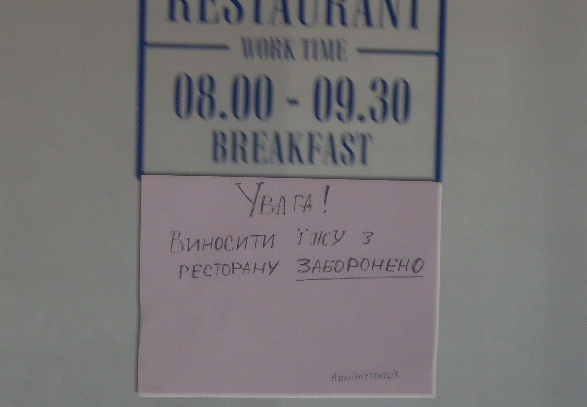 RESTAURANT
WORK TIME
08.00 - 09.30
BREAKFAST
УВАГА!
ВИНОСИТИ ЇЖУ З
РЕСТОРАНУ ЗАБОРОНЕНО
Адміністрація